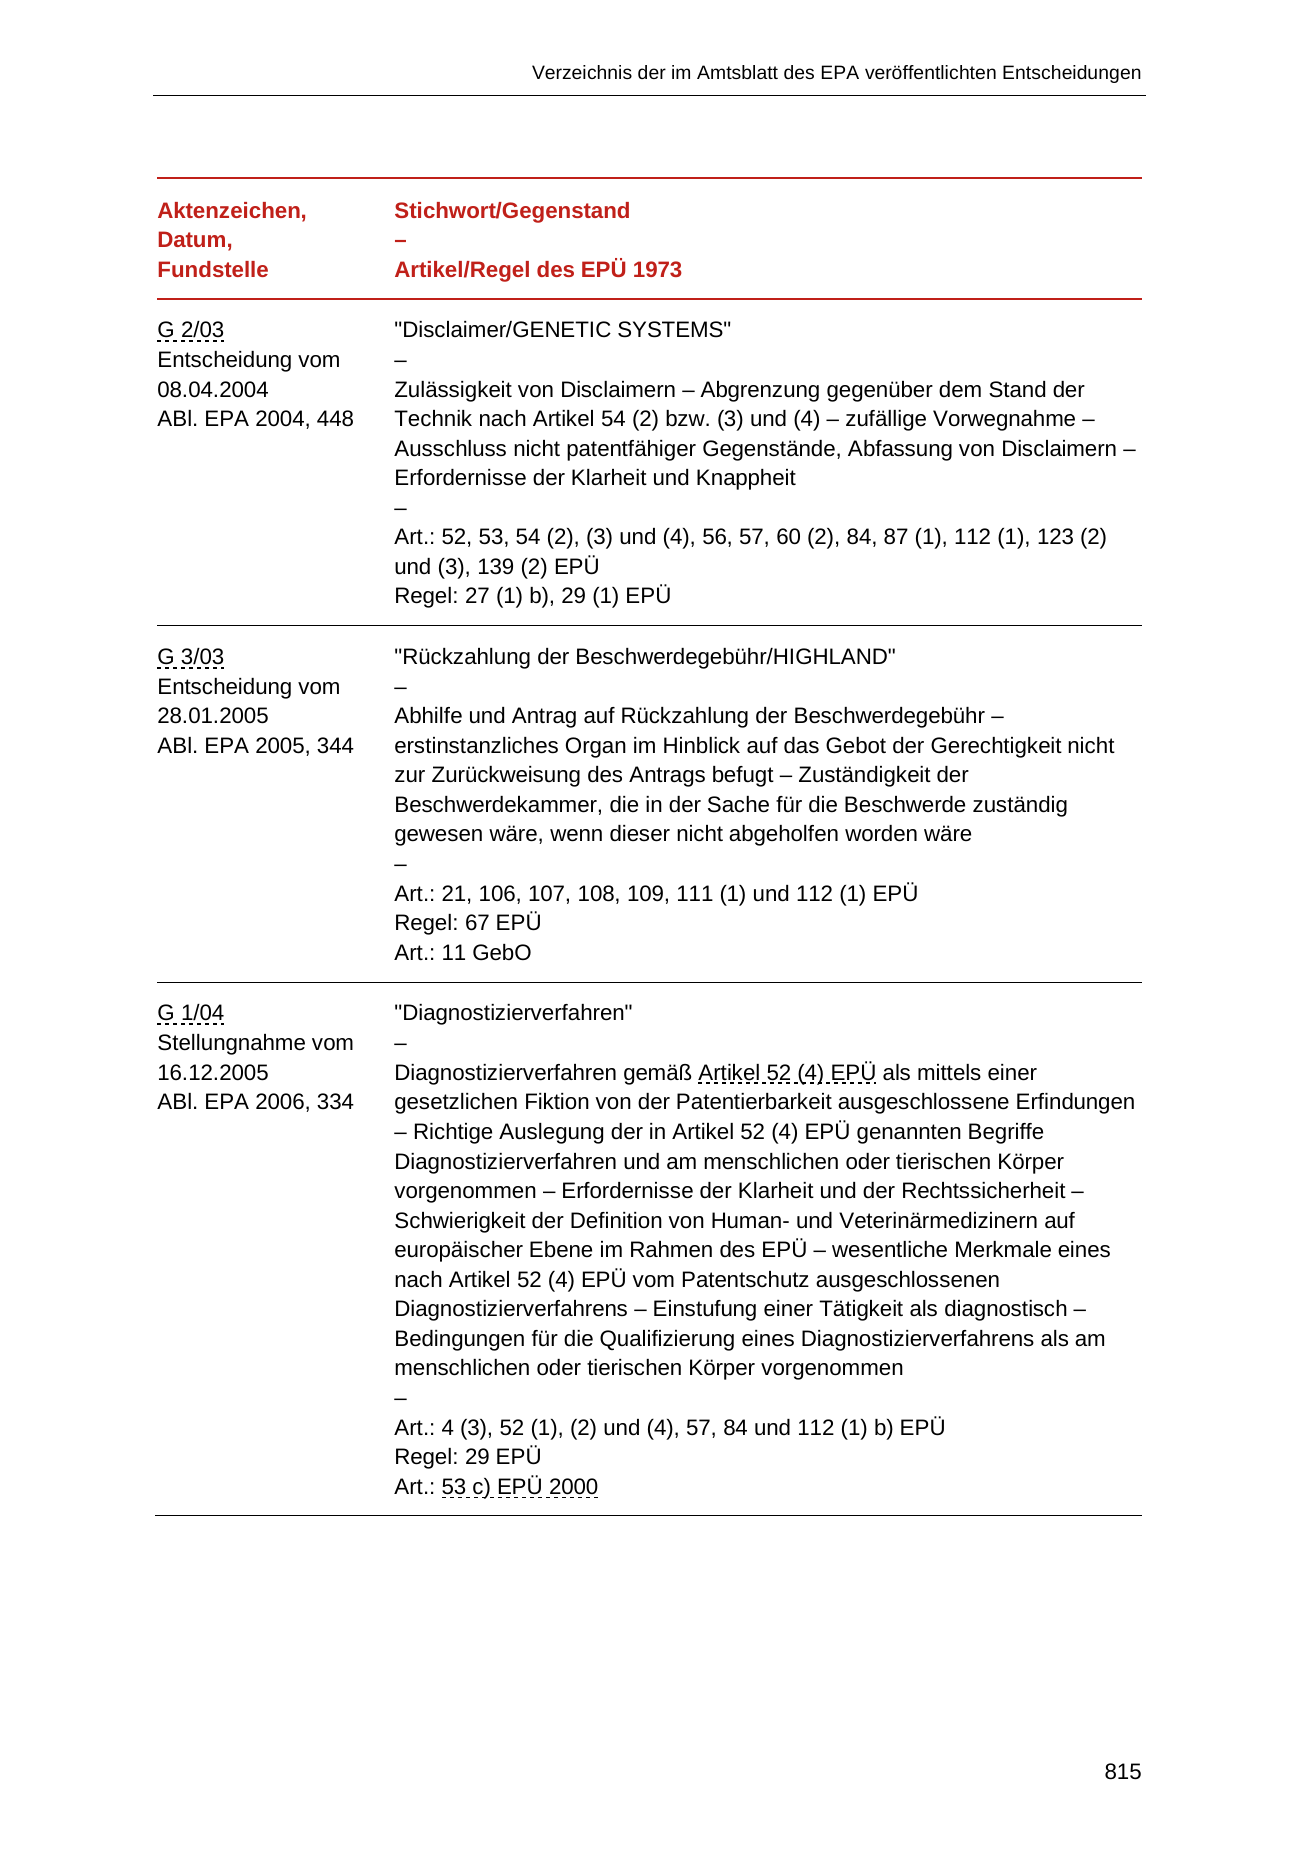 Verzeichnis der im Amtsblatt des EPA veröffentlichten Entscheidungen
Aktenzeichen,
Datum,
Fundstelle
Stichwort/Gegenstand
–
Artikel/Regel des EPÜ 1973
G 2/03
Entscheidung vom
08.04.2004
ABl. EPA 2004, 448
"Disclaimer/GENETIC SYSTEMS"
–
Zulässigkeit von Disclaimern – Abgrenzung gegenüber dem Stand der
Technik nach Artikel 54 (2) bzw. (3) und (4) – zufällige Vorwegnahme –
Ausschluss nicht patentfähiger Gegenstände, Abfassung von Disclaimern –
Erfordernisse der Klarheit und Knappheit
–
Art.: 52, 53, 54 (2), (3) und (4), 56, 57, 60 (2), 84, 87 (1), 112 (1), 123 (2)
und (3), 139 (2) EPÜ
Regel: 27 (1) b), 29 (1) EPÜ
G 3/03
Entscheidung vom
28.01.2005
ABl. EPA 2005, 344
"Rückzahlung der Beschwerdegebühr/HIGHLAND"
–
Abhilfe und Antrag auf Rückzahlung der Beschwerdegebühr –
erstinstanzliches Organ im Hinblick auf das Gebot der Gerechtigkeit nicht
zur Zurückweisung des Antrags befugt – Zuständigkeit der
Beschwerdekammer, die in der Sache für die Beschwerde zuständig
gewesen wäre, wenn dieser nicht abgeholfen worden wäre
–
Art.: 21, 106, 107, 108, 109, 111 (1) und 112 (1) EPÜ
Regel: 67 EPÜ
Art.: 11 GebO
G 1/04
Stellungnahme vom
16.12.2005
ABl. EPA 2006, 334
"Diagnostizierverfahren"
–
Diagnostizierverfahren gemäß Artikel 52 (4) EPÜ als mittels einer
gesetzlichen Fiktion von der Patentierbarkeit ausgeschlossene Erfindungen
– Richtige Auslegung der in Artikel 52 (4) EPÜ genannten Begriffe
Diagnostizierverfahren und am menschlichen oder tierischen Körper
vorgenommen – Erfordernisse der Klarheit und der Rechtssicherheit –
Schwierigkeit der Definition von Human- und Veterinärmedizinern auf
europäischer Ebene im Rahmen des EPÜ – wesentliche Merkmale eines
nach Artikel 52 (4) EPÜ vom Patentschutz ausgeschlossenen
Diagnostizierverfahrens – Einstufung einer Tätigkeit als diagnostisch –
Bedingungen für die Qualifizierung eines Diagnostizierverfahrens als am
menschlichen oder tierischen Körper vorgenommen
–
Art.: 4 (3), 52 (1), (2) und (4), 57, 84 und 112 (1) b) EPÜ
Regel: 29 EPÜ
Art.: 53 c) EPÜ 2000
815